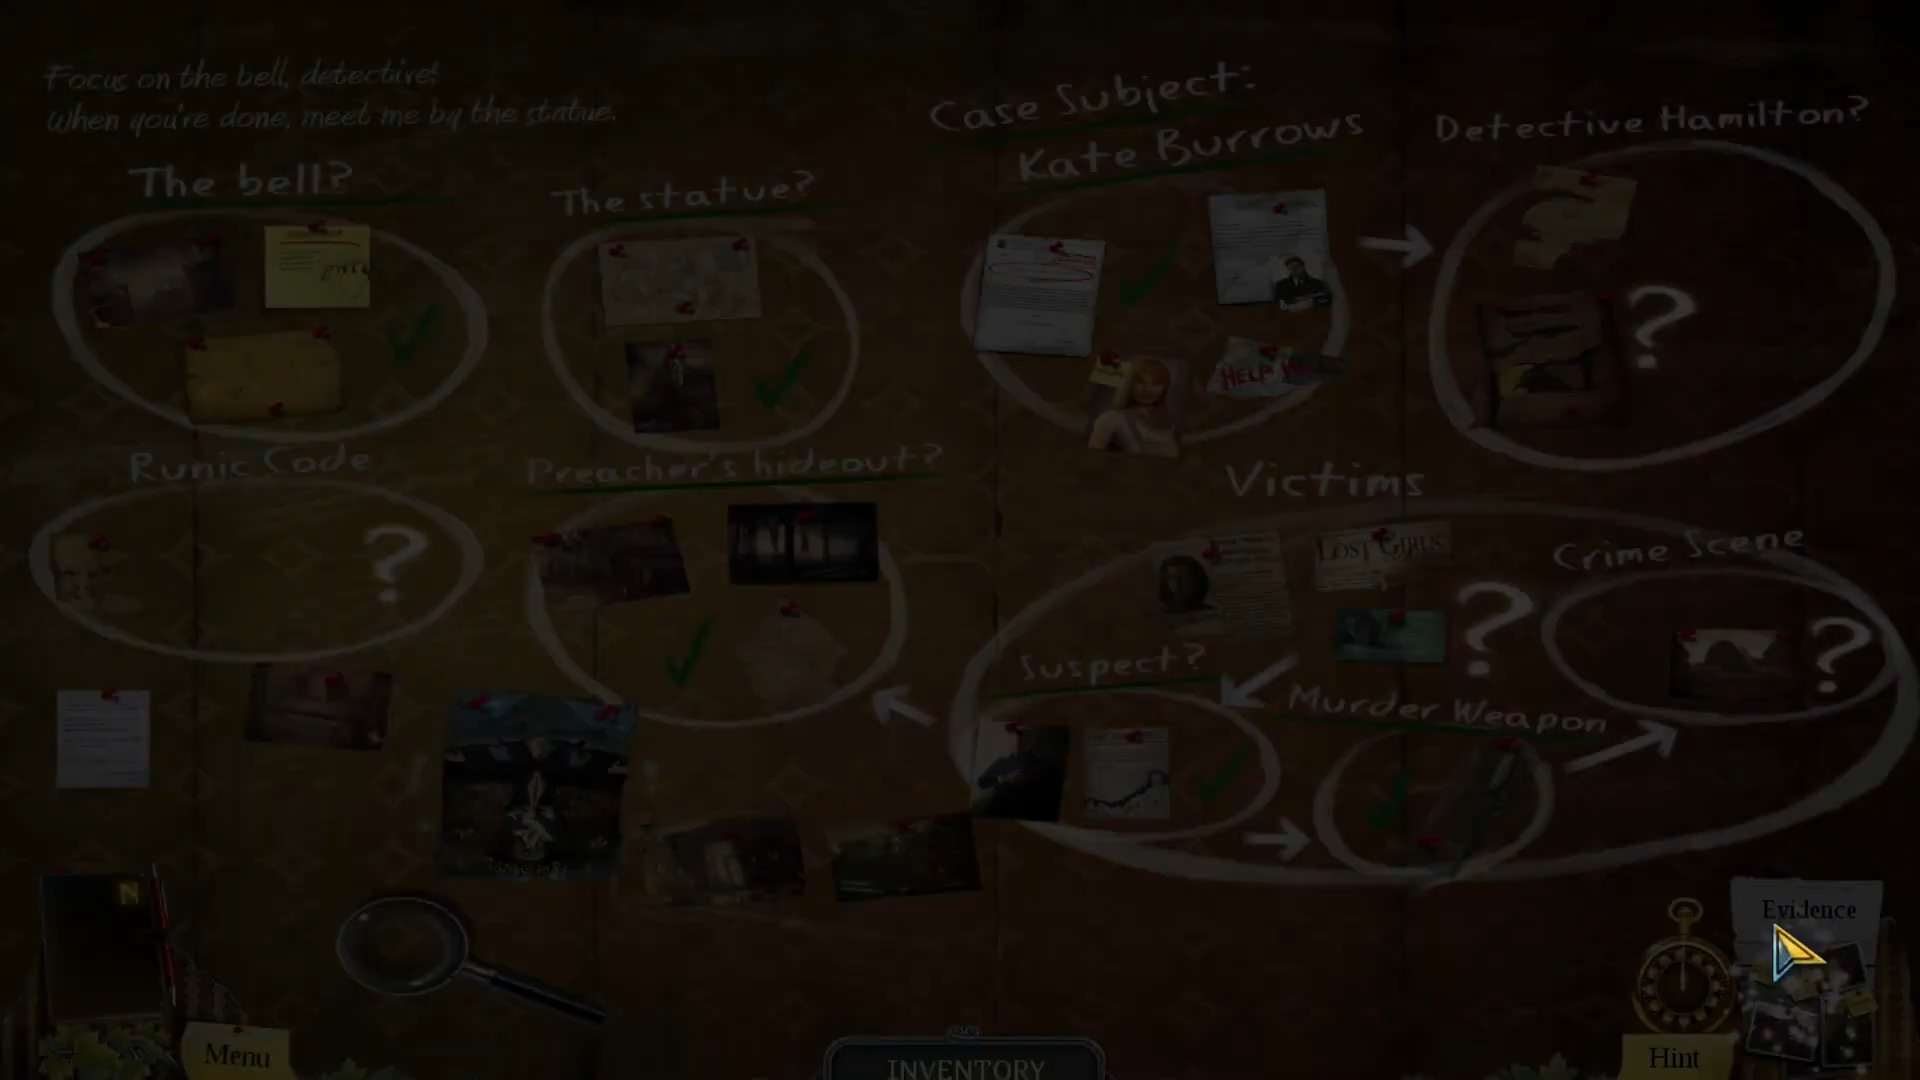 Focus on the bell, detective!
When you're done, meet me by the statue.
Case Subject:
Kate Burrows
Detective Hamilton?
The bell?
The statue?
HELP
Runic Code
Preacher's hideout?
Victims
LOST GIRLS
Crime Scene
Suspect?
Murder Weapon
Evidence
Menu
INVENTORY
Hint